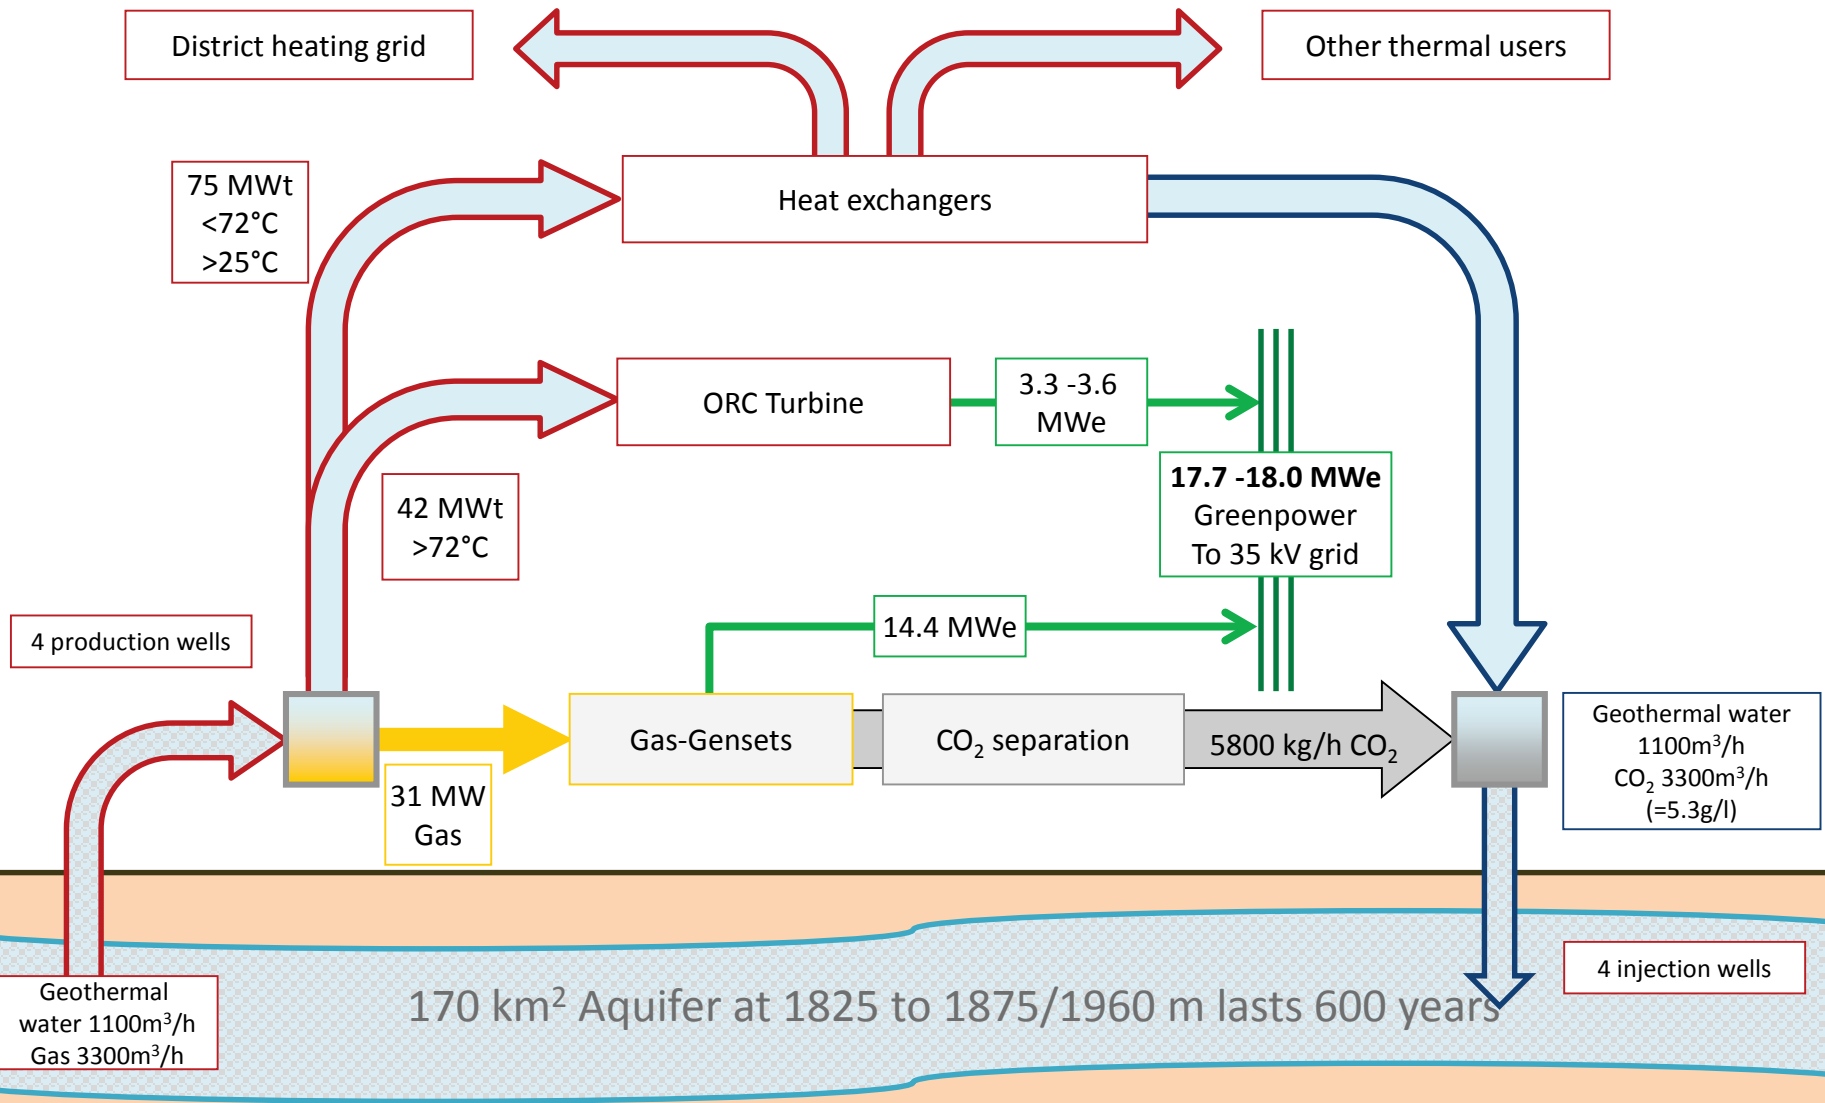 District heating grid
Other thermal users
75 MWt
<72°C
>25°C
Heat exchangers
ORC Turbine
3.3 -3.6
MWe
17.7 -18.0 MWe
Greenpower
To 35 kV grid
42 MWt
>72°C
14.4 MWe
4 production wells
Gas-Gensets
CO₂ separation
5800 kg/h CO₂
31 MW
Gas
Geothermal water
1100m³/h
CO₂ 3300m³/h
(=5.3g/l)
4 injection wells
Geothermal
water 1100m³/h
Gas 3300m³/h
170 km² Aquifer at 1825 to 1875/1960 m lasts 600 years